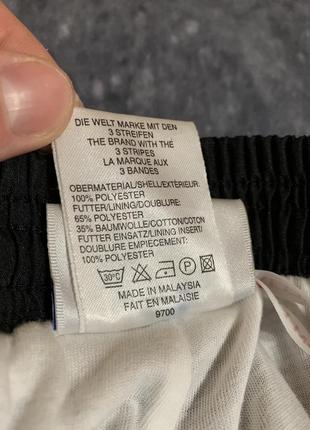 DIE WELT MARKE MIT DEN
3 STREIFEN
THE BRAND WITH THE
3 STRIPES
LA MARQUE AUX
3 BANDES
OBERMATERIAL/SHELL/EXTÉRIEUR:
100% POLYESTER
FUTTER/LINING/DOUBLURE:
65% POLYESTER
35% BAUMWOLLE/COTTON/COTON
FUTTER EINSATZ/LINING INSERT/
DOUBLURE EMPIECEMENT:
100% POLYESTER
30°C
P
MADE IN MALAYSIA
FAIT EN MALAISIE
9700